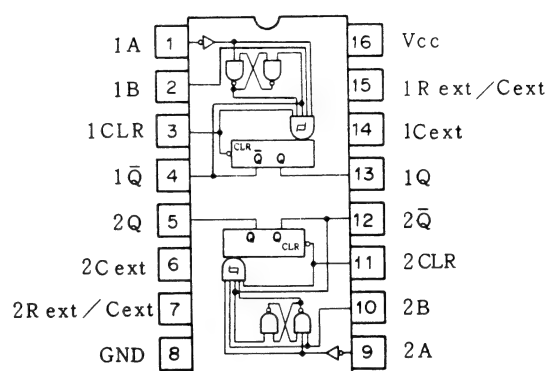 1A 1 16 Vcc
1B 2 15 1R ext／Cext
1CLR 3 14 1Cext
CLR Q̄ Q
1Q̄ 4 13 1Q
2Q 5 12 2Q̄
Q Q̄ CLR
2C ext 6 11 2CLR
2R ext／Cext 7 10 2B
GND 8 9 2A